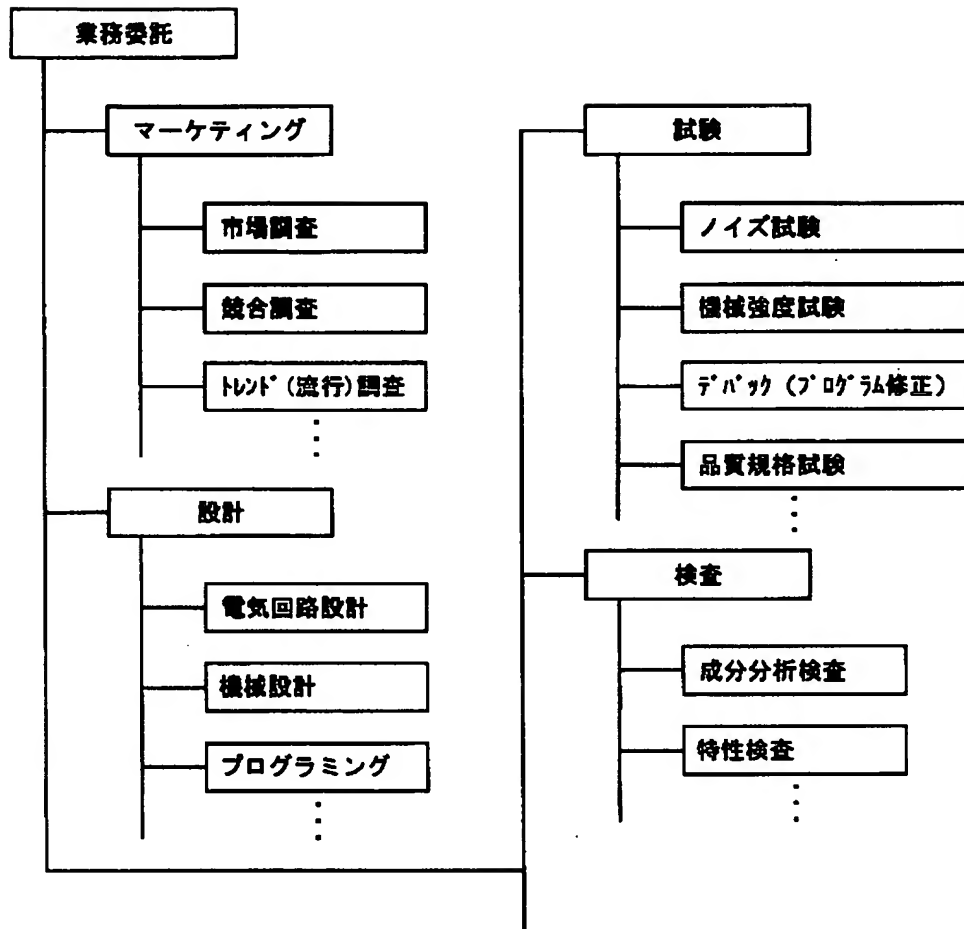 業務委託
マーケティング
市場調査
競合調査
ﾄﾚﾝﾄﾞ(流行)調査
設計
電気回路設計
機械設計
プログラミング
試験
ノイズ試験
機械強度試験
ﾃﾞﾊﾞｯｸ（ﾌﾟﾛｸﾞﾗﾑ修正）
品質規格試験
検査
成分分析検査
特性検査